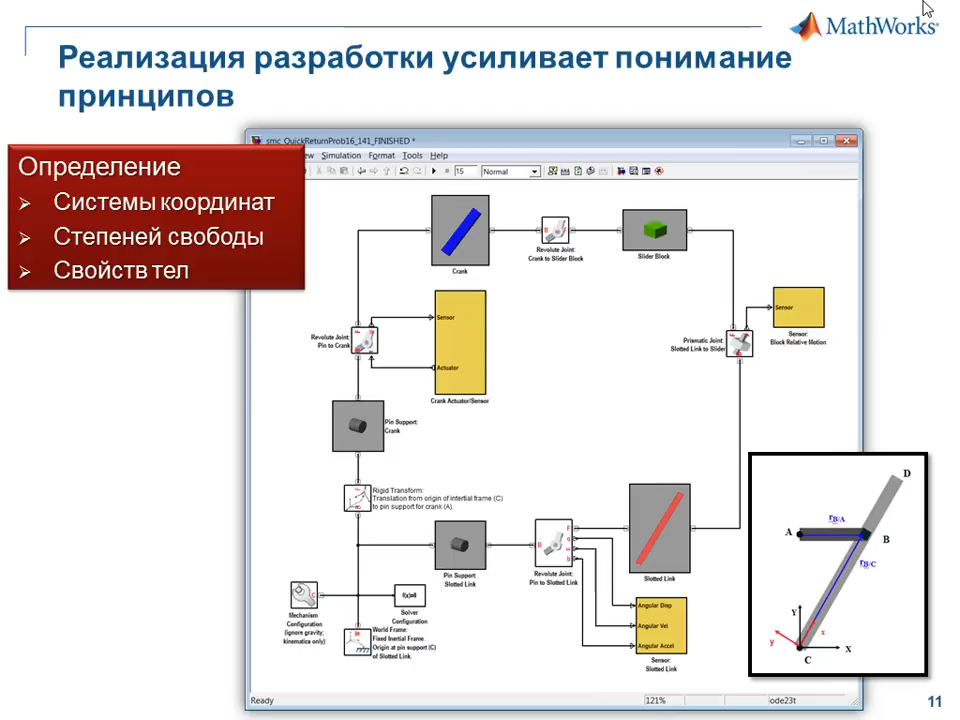 MathWorks®
Реализация разработки усиливает понимание
принципов
Определение
Системы координат
Степеней свободы
Свойств тел
smc_QuickReturnProb16_141_FINISHED *
Simulation Format Tools Help
15
Normal
Crank
Revolute Joint:
Crank to Slider Block
Slider Block
Revolute Joint:
Pin to Crank
Sensor
Actuator
Crank Actuator/Sensor
Prismatic Joint:
Slotted Link to Slider
Sensor
Sensor:
Block Relative Motion
Pin Support:
Crank
Rigid Transform:
Translation from origin of intertial frame (C)
to pin support for crank (A).
Pin Support
Slotted Link
Revolute Joint:
Pin to Slotted Link
Slotted Link
Mechanism
Configuration
(ignore gravity;
kinematics only)
f(x)=0
Solver
Configuration
World Frame:
Fixed Inertial Frame.
Origin at pin support (C)
of Slotted Link.
Angular Disp
Angular Vel
Angular Accel
Sensor:
Slotted Link
D
rB/A
A
B
rB/C
Y
y
x
X
C
Ready
121%
ode23t
11